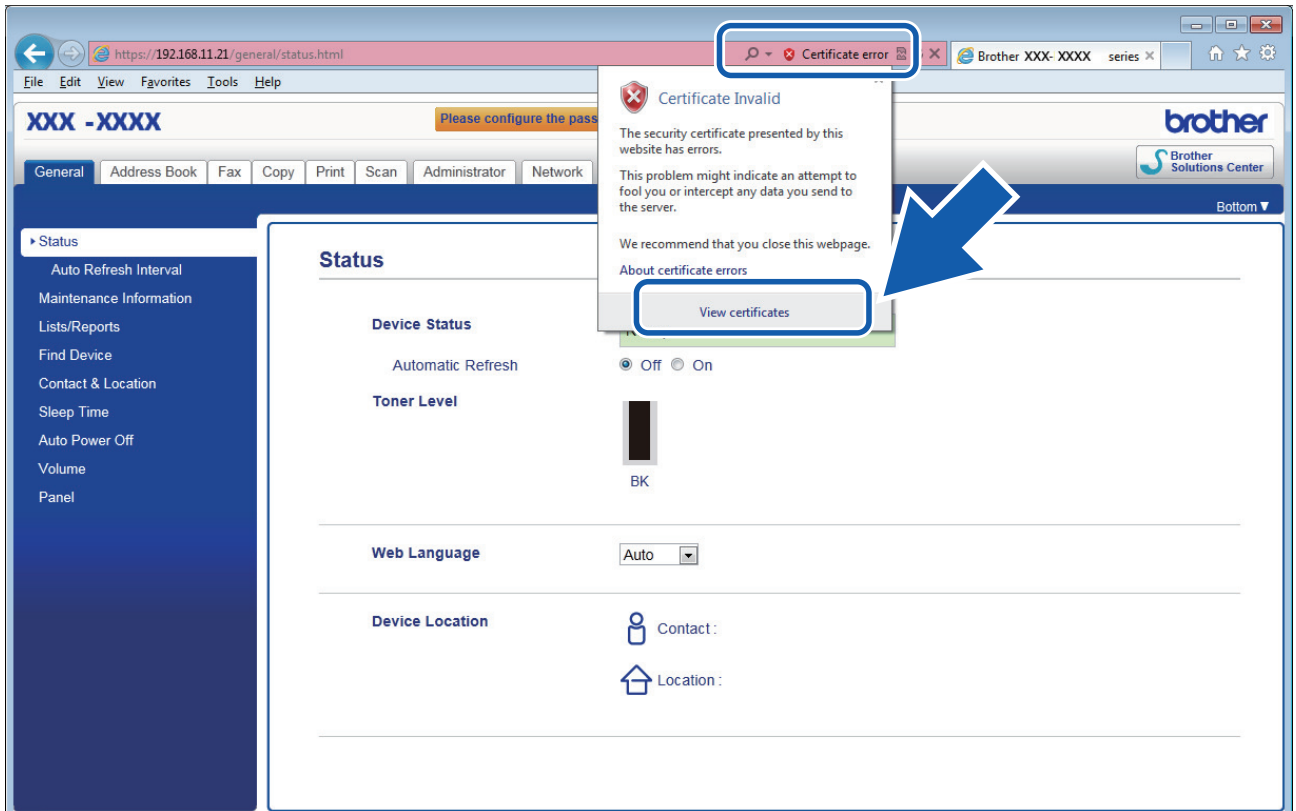 https://192.168.11.21/general/status.html
Certificate error
Brother XXX- XXXX series
File Edit View Favorites Tools Help
XXX -XXXX
Please configure the pass
brother
General Address Book Fax Copy Print Scan Administrator Network
Brother
Solutions Center
Bottom▼
Certificate Invalid
The security certificate presented by this
website has errors.
This problem might indicate an attempt to
fool you or intercept any data you send to
the server.
We recommend that you close this webpage.
About certificate errors
View certificates
Status
Auto Refresh Interval
Maintenance Information
Lists/Reports
Find Device
Contact & Location
Sleep Time
Auto Power Off
Volume
Panel
Status
Device Status
Automatic Refresh Off On
Toner Level
BK
Web Language Auto
Device Location Contact :
Location :